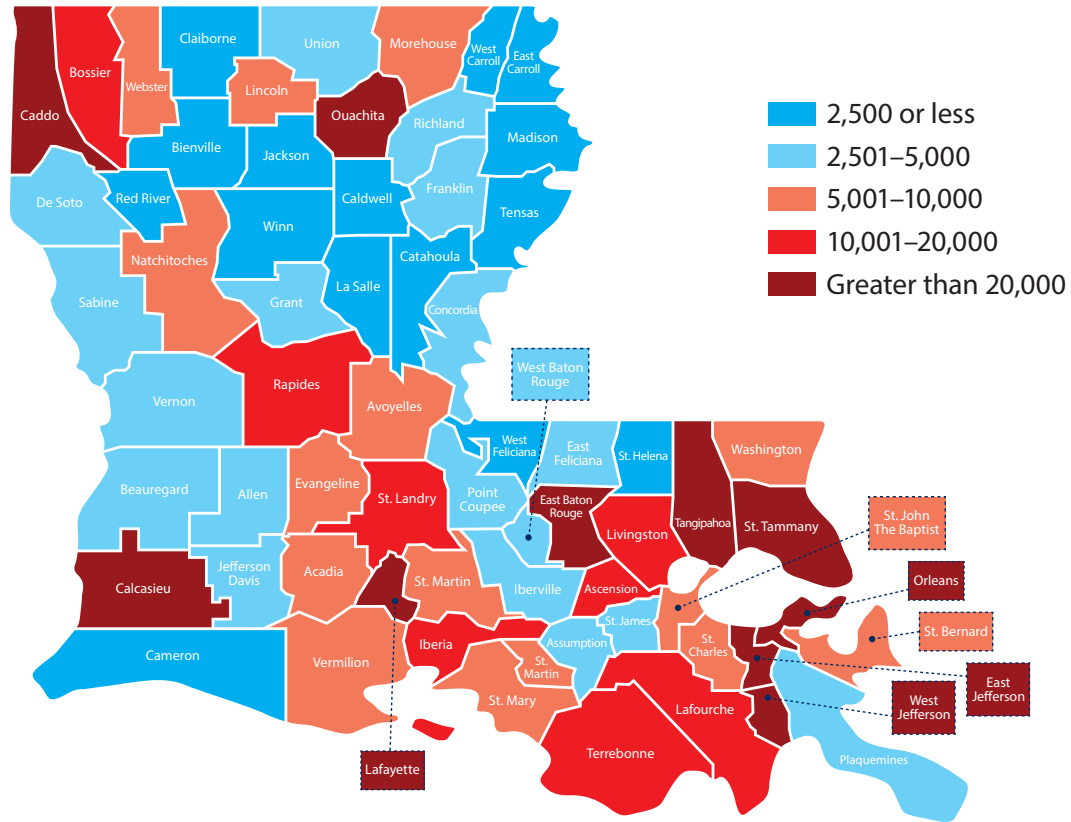 Claiborne
Union
Morehouse
West
Carroll
East
Carroll
Bossier
Webster
Lincoln
Caddo
Ouachita
Richland
Madison
Bienville
Jackson
De Soto
Red River
Caldwell
Franklin
Tensas
Winn
Natchitoches
Catahoula
La Salle
Sabine
Grant
Concordia
2,500 or less
2,501–5,000
5,001–10,000
10,001–20,000
Greater than 20,000
West Baton
Rouge
Rapides
Vernon
Avoyelles
West
Feliciana
East
Feliciana
St. Helena
Washington
Beauregard
Allen
Evangeline
St. Landry
Point
Coupee
East Baton
Rouge
Livingston
Tangipahoa
St. Tammany
St. John
The Baptist
Calcasieu
Jefferson
Davis
Acadia
St. Martin
Iberville
Ascension
Orleans
St. James
Assumption
St.
Charles
St. Bernard
Cameron
Vermilion
Iberia
St.
Martin
St. Mary
East
Jefferson
West
Jefferson
Lafourche
Terrebonne
Plaquemines
Lafayette